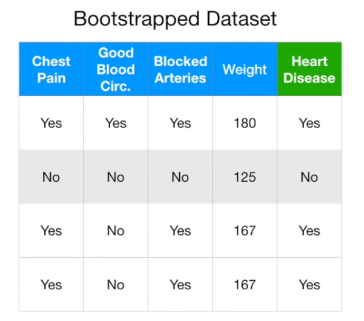 Bootstrapped Dataset
Chest Pain Good Blood Circ. Blocked Arteries Weight Heart Disease
Yes Yes Yes 180 Yes
No No No 125 No
Yes No Yes 167 Yes
Yes No Yes 167 Yes